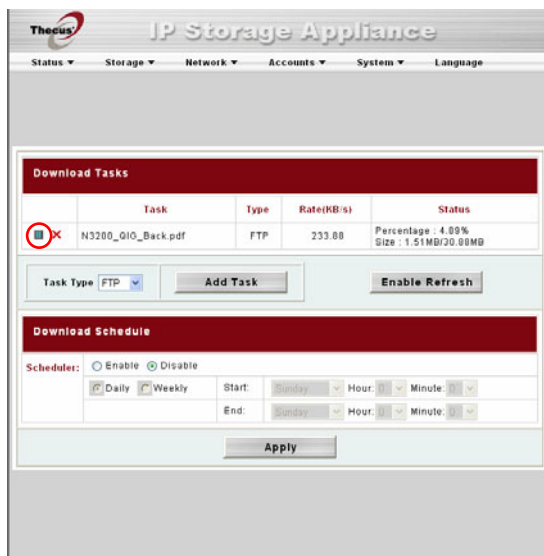 Thecus IP Storage Appliance
Status Storage Network Accounts System Language
Download Tasks
Task Type Rate(KB/s) Status
N3200_QIG_Back.pdf FTP 233.88 Percentage : 4.89%
Size : 1.51MB/30.88MB
Task Type FTP Add Task Enable Refresh
Download Schedule
Scheduler: Enable Disable
Daily Weekly Start: Sunday Hour: 0 Minute: 0
End: Sunday Hour: 0 Minute: 0
Apply